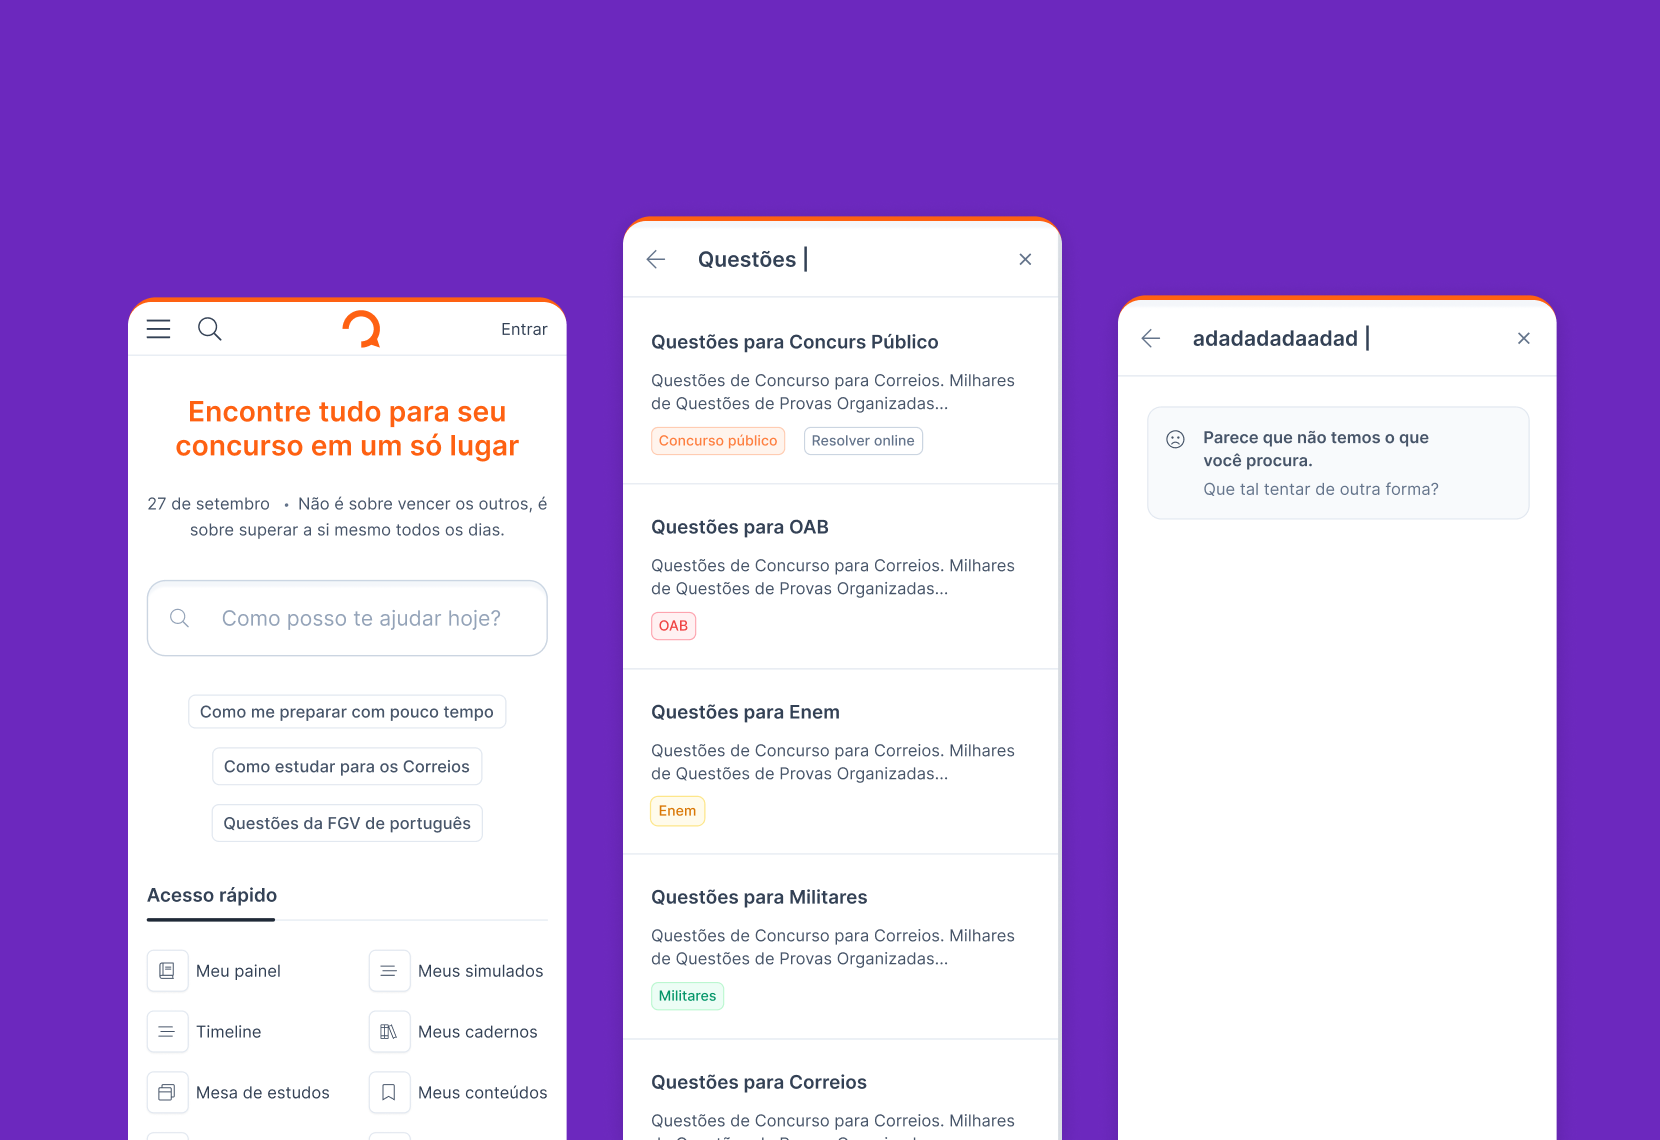 Entrar
Encontre tudo para seu
concurso em um só lugar
27 de setembro • Não é sobre vencer os outros, é
sobre superar a si mesmo todos os dias.
Como posso te ajudar hoje?
Como me preparar com pouco tempo
Como estudar para os Correios
Questões da FGV de português
Acesso rápido
Meu painel
Meus simulados
Timeline
Meus cadernos
Mesa de estudos
Meus conteúdos
Questões |
Questões para Concurs Público
Questões de Concurso para Correios. Milhares
de Questões de Provas Organizadas...
Concurso público
Resolver online
Questões para OAB
Questões de Concurso para Correios. Milhares
de Questões de Provas Organizadas...
OAB
Questões para Enem
Questões de Concurso para Correios. Milhares
de Questões de Provas Organizadas...
Enem
Questões para Militares
Questões de Concurso para Correios. Milhares
de Questões de Provas Organizadas...
Militares
Questões para Correios
Questões de Concurso para Correios. Milhares
adadadadaadad |
Parece que não temos o que
você procura.
Que tal tentar de outra forma?